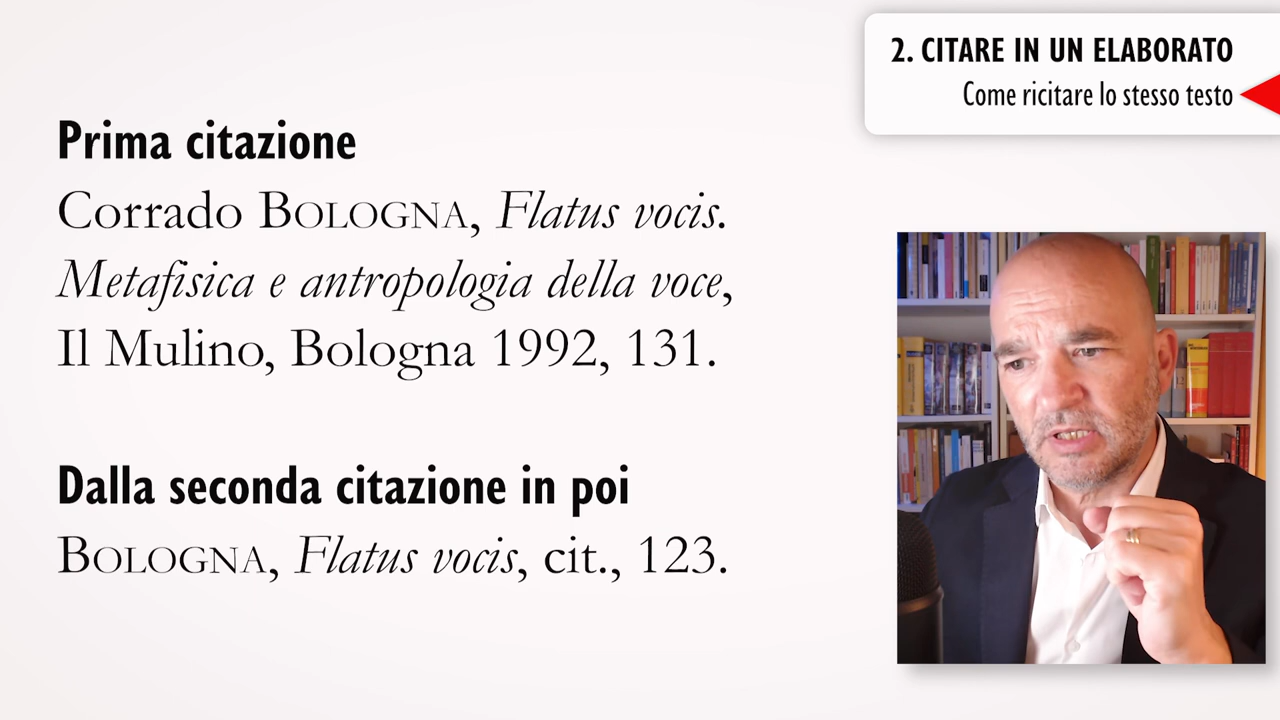 2. CITARE IN UN ELABORATO
Come ricitare lo stesso testo
Prima citazione
Corrado BOLOGNA, Flatus vocis.
Metafisica e antropologia della voce,
Il Mulino, Bologna 1992, 131.
Dalla seconda citazione in poi
BOLOGNA, Flatus vocis, cit., 123.